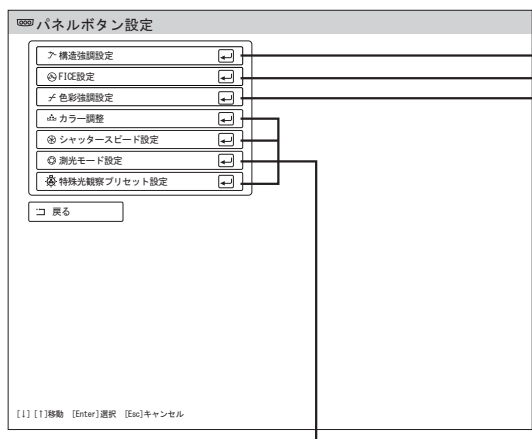 パネルボタン設定
構造強調設定
FICE設定
色彩強調設定
カラー調整
シャッタースピード設定
測光モード設定
特殊光観察プリセット設定
戻る
[↓][↑]移動 [Enter]選択 [Esc]キャンセル